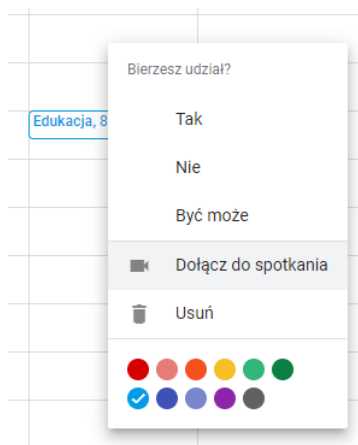 Bierzesz udział?
Tak
Edukacja, 8
Nie
Być może
Dołącz do spotkania
Usuń